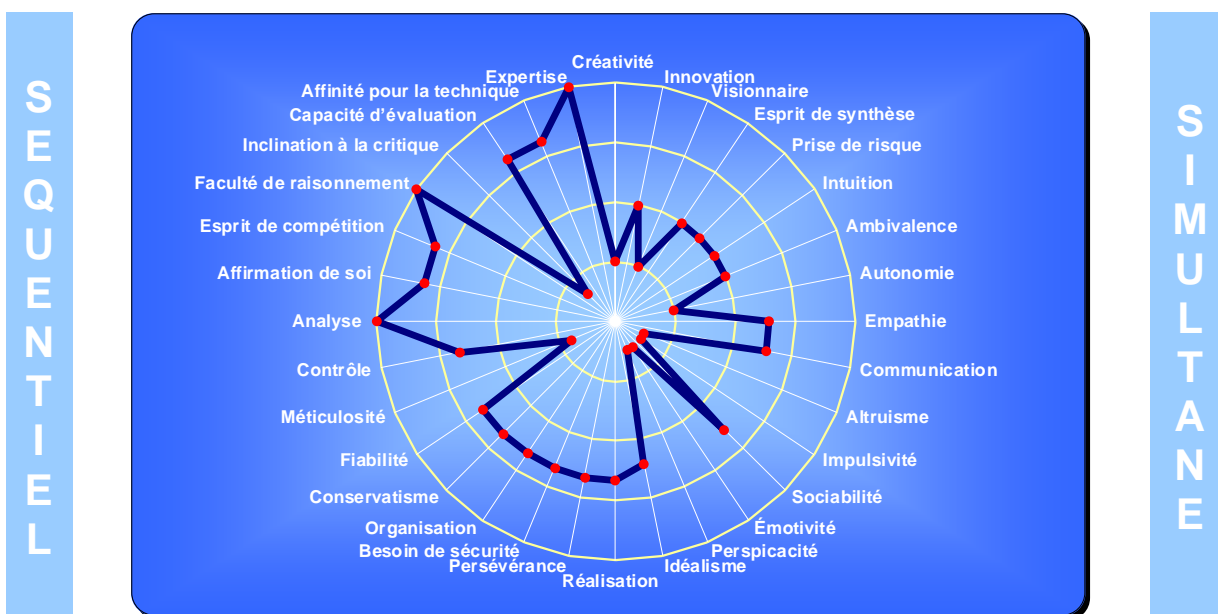 SEQUENTIEL
Créativité
Innovation
Visionnaire
Esprit de synthèse
Prise de risque
Intuition
Ambivalence
Autonomie
Empathie
Communication
Altruisme
Impulsivité
Sociabilité
Émotivité
Perspicacité
Idéalisme
Réalisation
Persévérance
Besoin de sécurité
Organisation
Conservatisme
Fiabilité
Méticulosité
Contrôle
Analyse
Affirmation de soi
Esprit de compétition
Faculté de raisonnement
Inclination à la critique
Capacité d’évaluation
Affinité pour la technique
Expertise
SIMULTANE